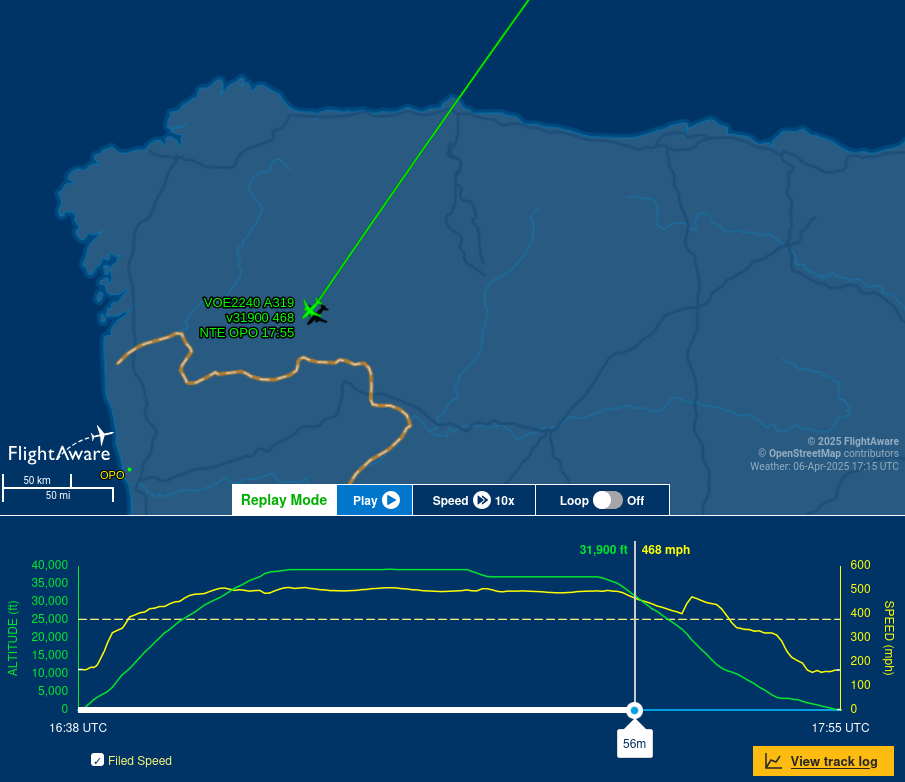 VOE2240 A319
v31900 468
NTE OPO 17:55
FlightAware
OPO
50 km
50 mi
© 2025 FlightAware
© OpenStreetMap contributors
Weather: 06-Apr-2025 17:15 UTC
Replay Mode
Play
Speed 10x
Loop Off
31,900 ft 468 mph
ALTITUDE (ft)
40,000
35,000
30,000
25,000
20,000
15,000
10,000
5,000
0
600
500
400
300
200
100
0
SPEED (mph)
16:38 UTC
17:55 UTC
56m
Filed Speed
View track log